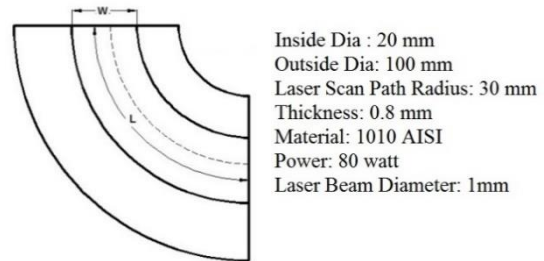 W
L
Inside Dia : 20 mm
Outside Dia: 100 mm
Laser Scan Path Radius: 30 mm
Thickness: 0.8 mm
Material: 1010 AISI
Power: 80 watt
Laser Beam Diameter: 1mm